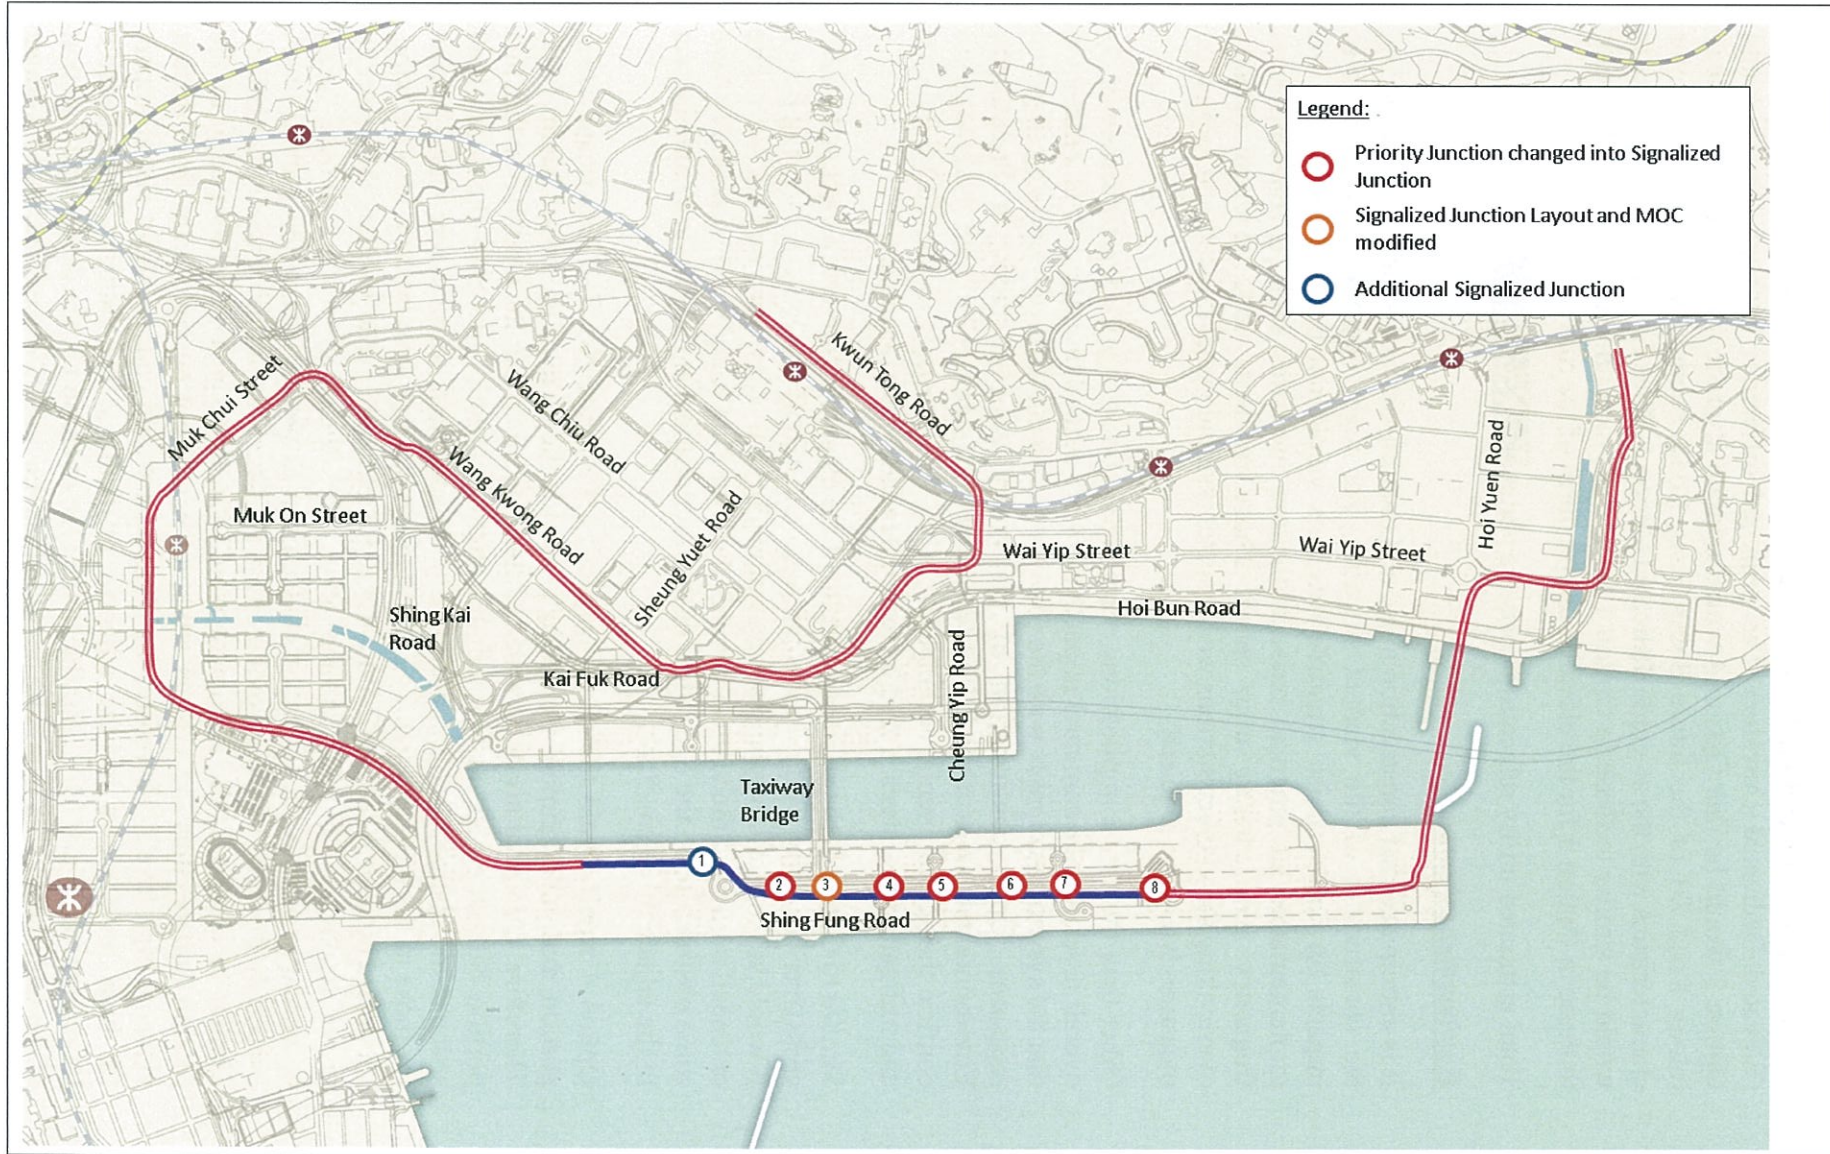 Legend:
Priority Junction changed into Signalized
Junction
Signalized Junction Layout and MOC
modified
Additional Signalized Junction
Kwun Tong Road
Muk Chui Street
Wang Chiu Road
Wang Kwong Road
Hoi Yuen Road
Muk On Street
Sheung Yuet Road
Wai Yip Street
Wai Yip Street
Shing Kai
Road
Hoi Bun Road
Kai Fuk Road
Cheung Yip Road
Taxiway
Bridge
1
2
3
4
5
6
7
8
Shing Fung Road